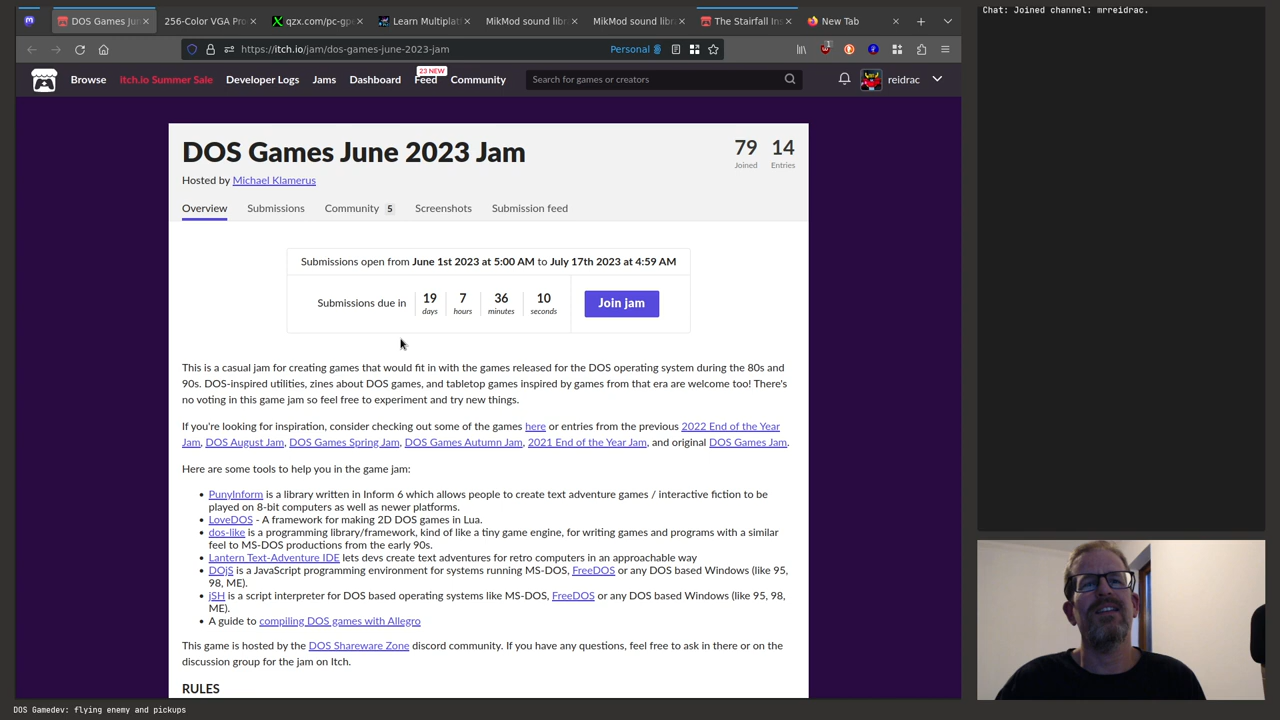 DOS Games Jun
256-Color VGA Pro
qzx.com/pc-gpe
Learn Multiplatf
MikMod sound libr
MikMod sound libra
The Stairfall Ins
New Tab
https://itch.io/jam/dos-games-june-2023-jam
Personal
Browse
itch.io Summer Sale
Developer Logs
Jams
Dashboard
23 NEW
Feed
Community
Search for games or creators
reidrac
DOS Games June 2023 Jam
79
Joined
14
Entries
Hosted by Michael Klamerus
Overview
Submissions
Community 5
Screenshots
Submission feed
Submissions open from June 1st 2023 at 5:00 AM to July 17th 2023 at 4:59 AM
Submissions due in
19
days
7
hours
36
minutes
10
seconds
Join jam
This is a casual jam for creating games that would fit in with the games released for the DOS operating system during the 80s and
90s. DOS-inspired utilities, zines about DOS games, and tabletop games inspired by games from that era are welcome too! There's
no voting in this game jam so feel free to experiment and try new things.
If you're looking for inspiration, consider checking out some of the games here or entries from the previous 2022 End of the Year
Jam, DOS August Jam, DOS Games Spring Jam, DOS Games Autumn Jam, 2021 End of the Year Jam, and original DOS Games Jam.
Here are some tools to help you in the game jam:
• PunyInform is a library written in Inform 6 which allows people to create text adventure games / interactive fiction to be
played on 8-bit computers as well as newer platforms.
• LoveDOS - A framework for making 2D DOS games in Lua.
• dos-like is a programming library/framework, kind of like a tiny game engine, for writing games and programs with a similar
feel to MS-DOS productions from the early 90s.
• Lantern Text-Adventure IDE lets devs create text adventures for retro computers in an approachable way
• DOjS is a JavaScript programming environment for systems running MS-DOS, FreeDOS or any DOS based Windows (like 95,
98, ME).
• jSH is a script interpreter for DOS based operating systems like MS-DOS, FreeDOS or any DOS based Windows (like 95, 98,
ME).
• A guide to compiling DOS games with Allegro
This game is hosted by the DOS Shareware Zone discord community. If you have any questions, feel free to ask in there or on the
discussion group for the jam on Itch.
RULES
Chat: Joined channel: mrreidrac.
DOS Gamedev: flying enemy and pickups